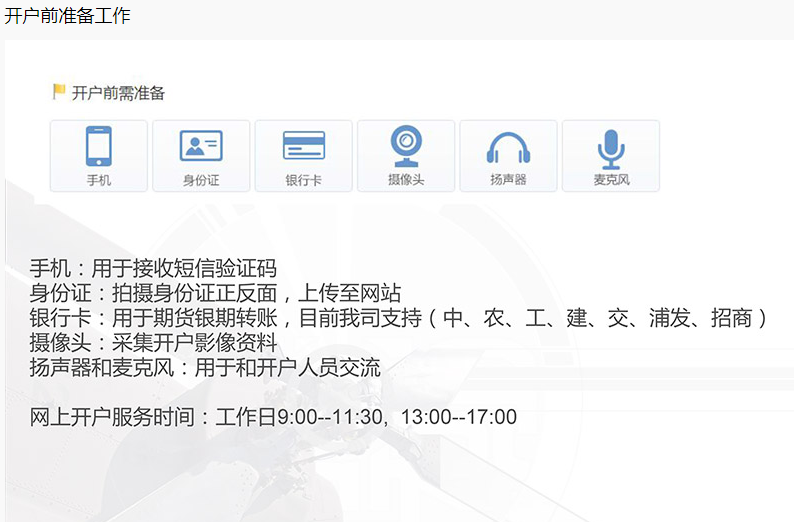 开户前准备工作
开户前需准备
手机 身份证 银行卡 摄像头 扬声器 麦克风
手机：用于接收短信验证码
身份证：拍摄身份证正反面，上传至网站
银行卡：用于期货银期转账，目前我司支持（中、农、工、建、交、浦发、招商）
摄像头：采集开户影像资料
扬声器和麦克风：用于和开户人员交流
网上开户服务时间：工作日9:00--11:30, 13:00--17:00